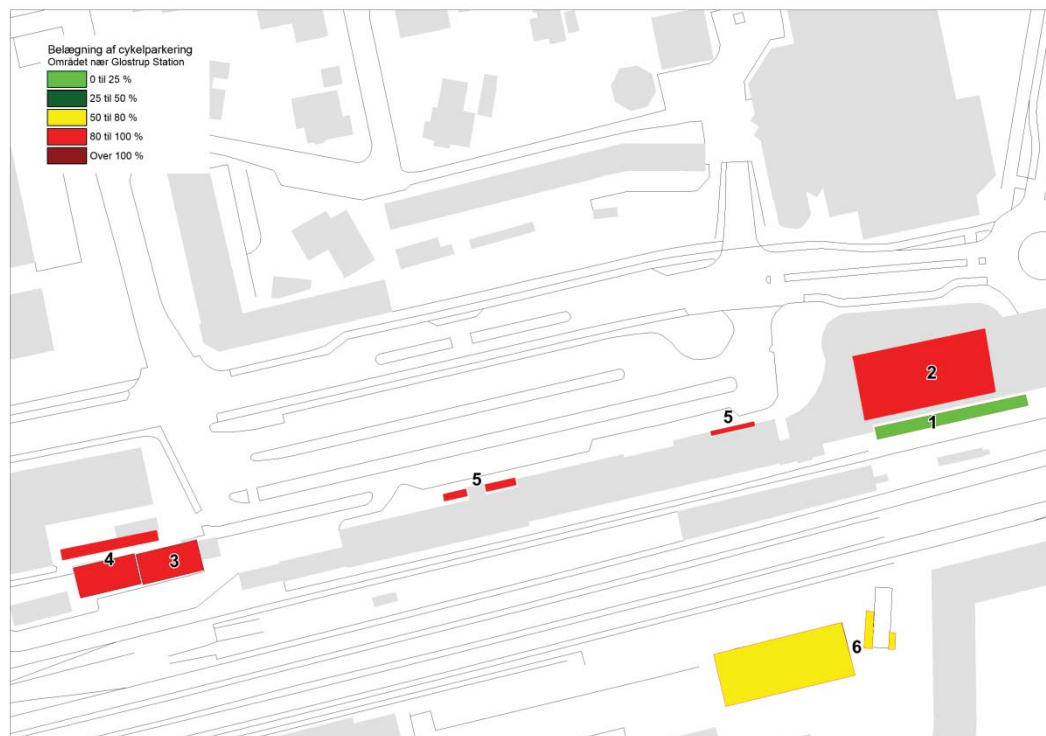 Belægning af cykelparkering
Området nær Glostrup Station
0 til 25 %
25 til 50 %
50 til 80 %
80 til 100 %
Over 100 %
2
1
5
5
4
3
6